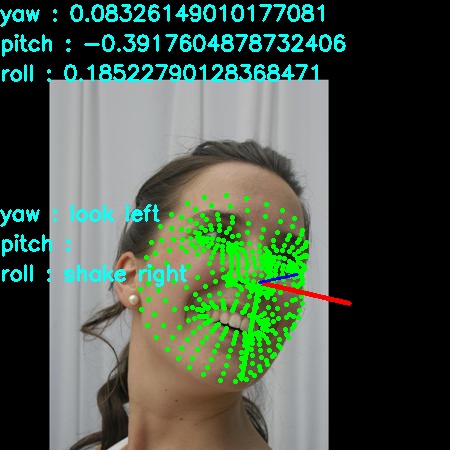 yaw : 0.08326149010177081
pitch : -0.3917604878732406
roll : 0.18522790128368471
yaw : look left
pitch :
roll : shake right